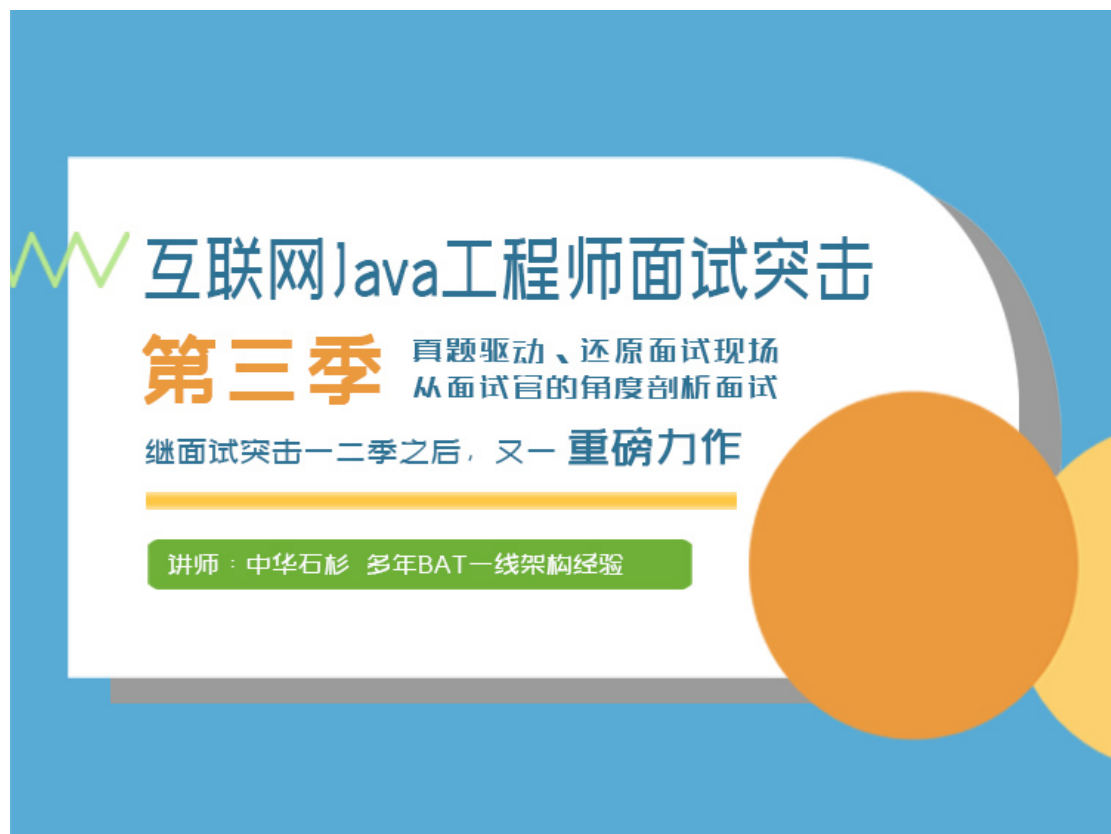 互联网Java工程师面试突击
第三季
真题驱动、还原面试现场
从面试官的角度剖析面试
继面试突击一二季之后，又一 重磅力作
讲师：中华石杉 多年BAT一线架构经验